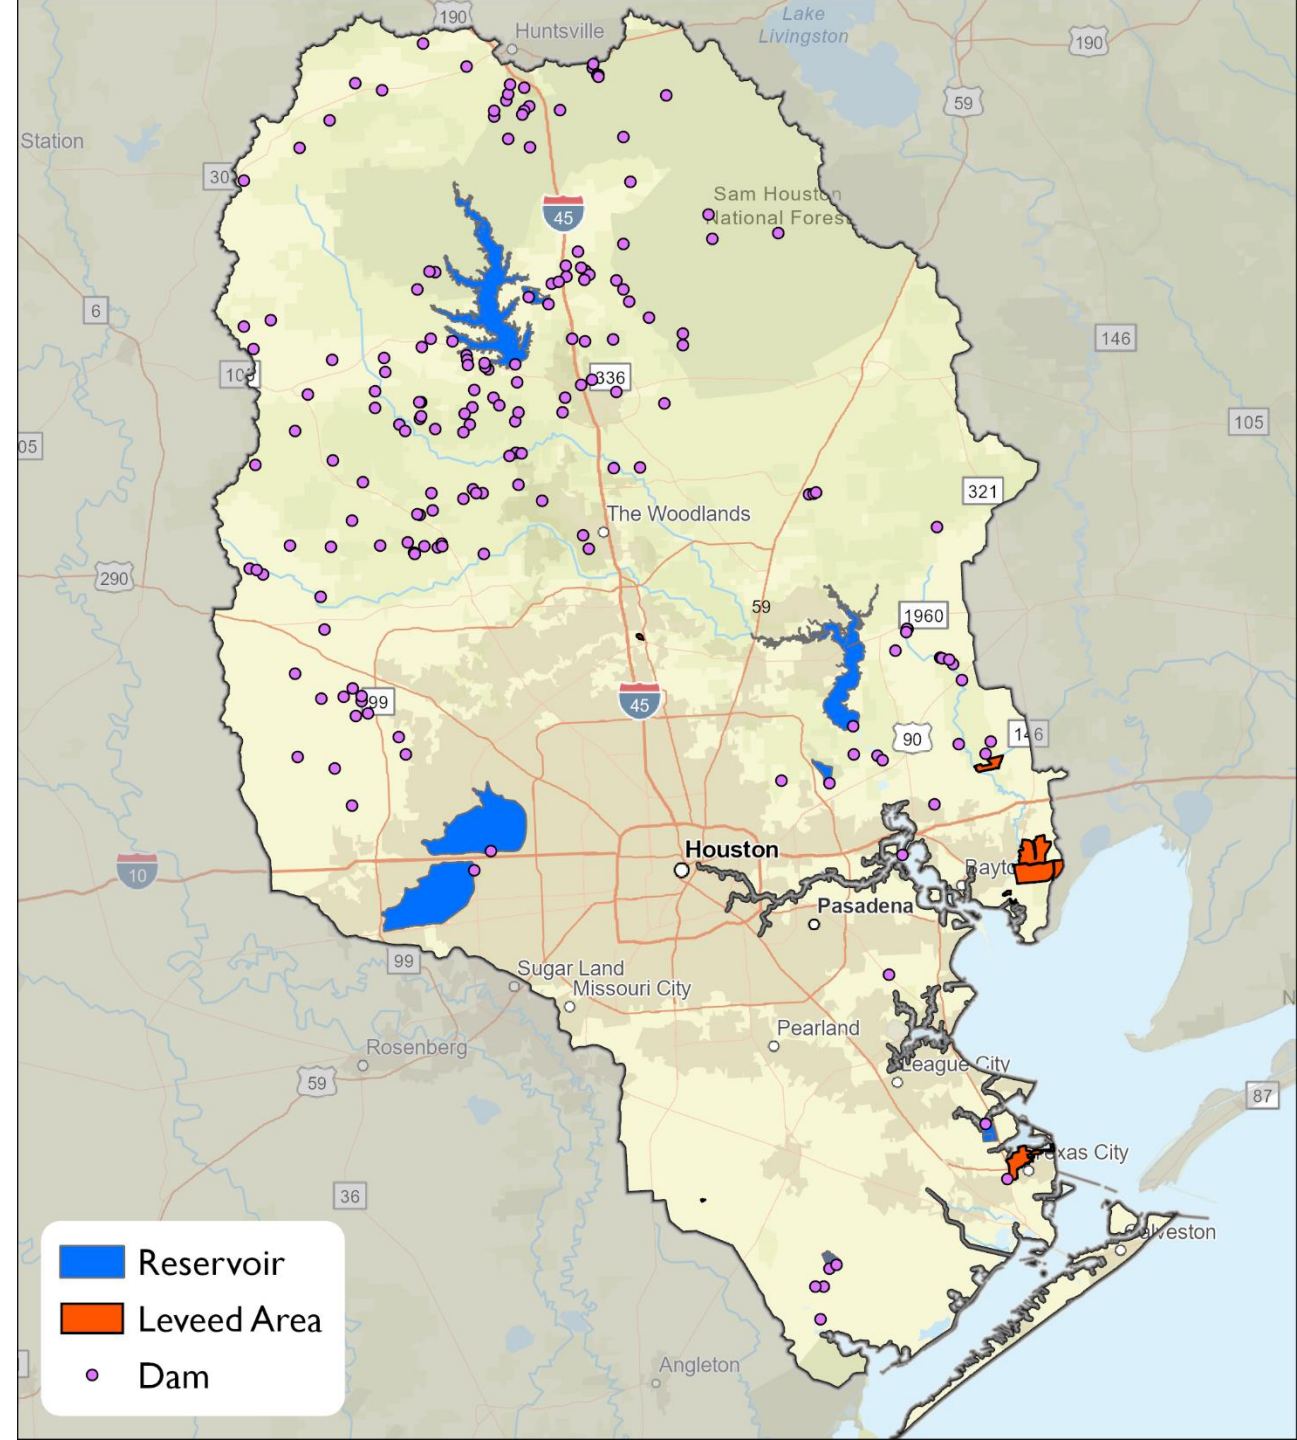 190
Huntsville
Lake
Livingston
190
59
Station
30
Sam Houston
National Forest
45
6
146
105
336
105
321
The Woodlands
290
59
1960
99
45
90
146
10
Houston
Bayto
Pasadena
99
Sugar Land
Missouri City
Pearland
Rosenberg
League City
59
87
Texas City
36
Galveston
Angleton
Reservoir
Leveed Area
Dam